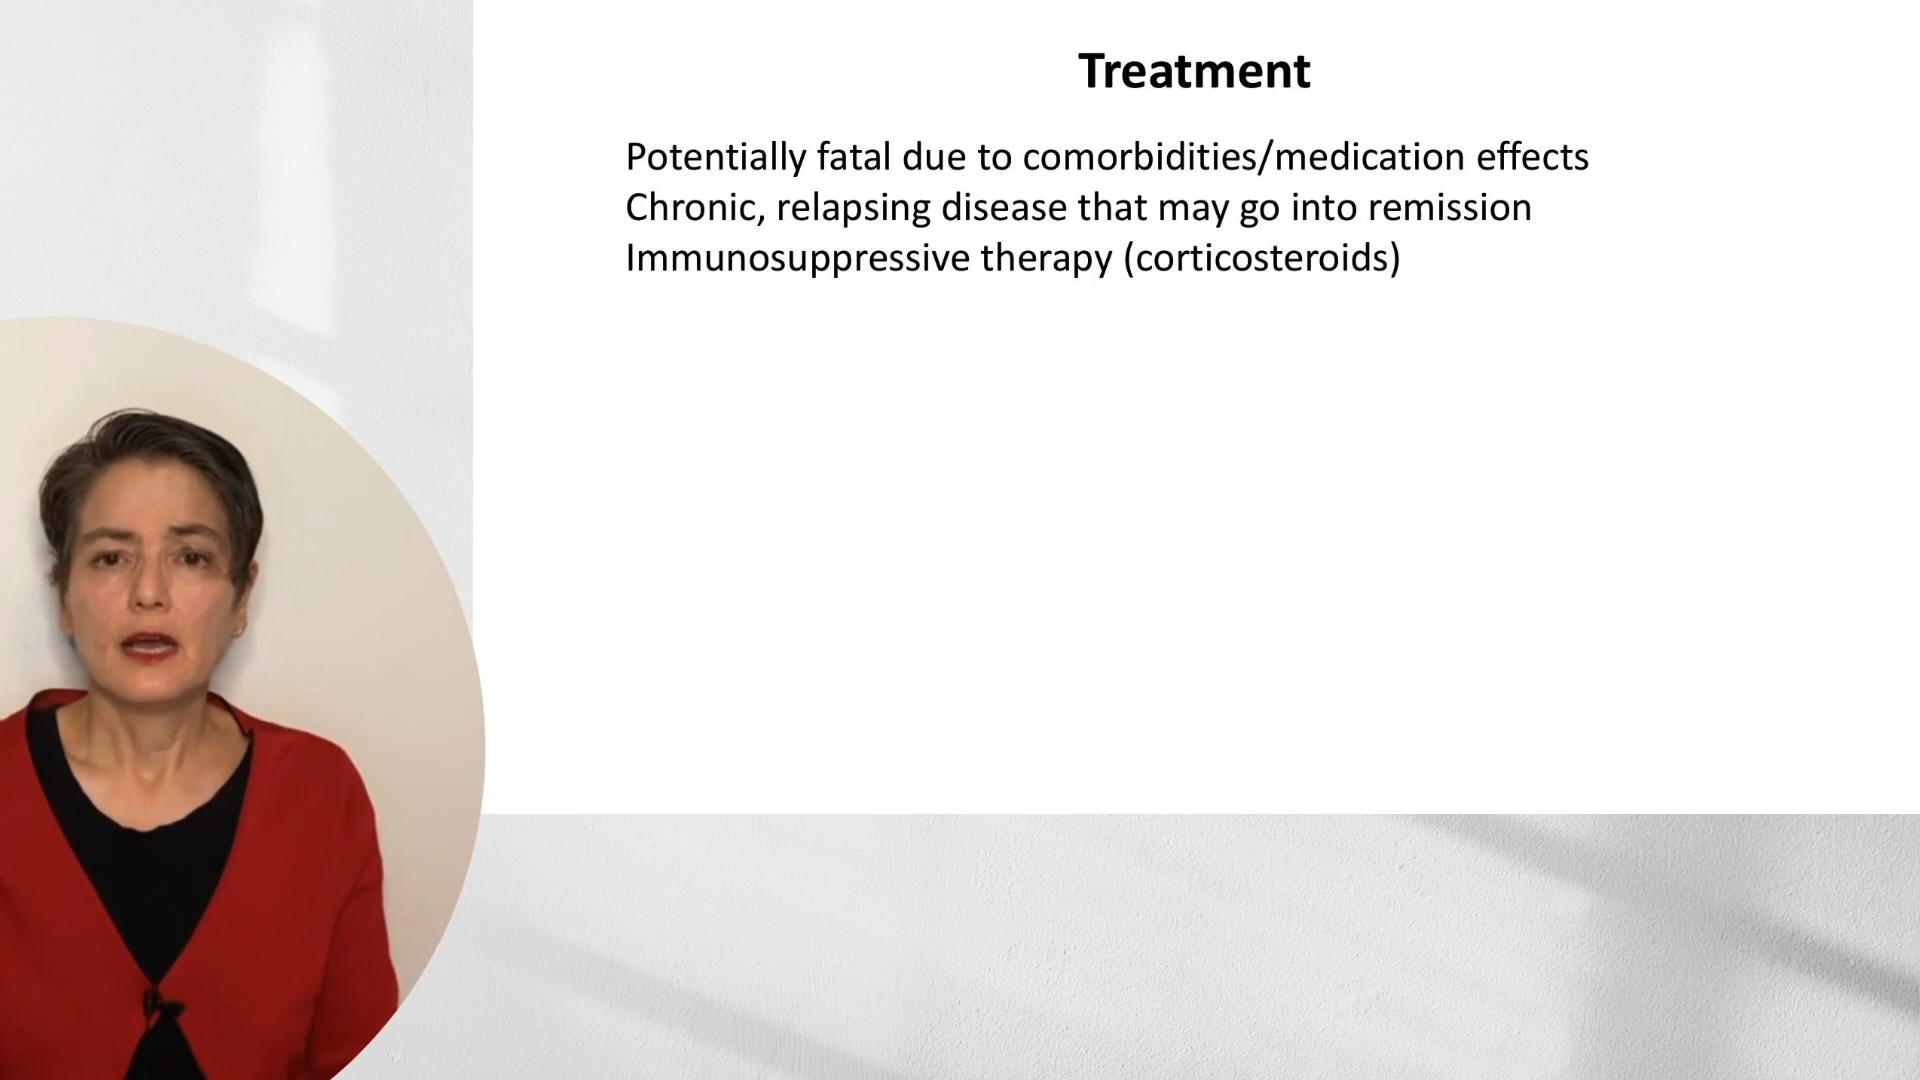 Treatment
Potentially fatal due to comorbidities/medication effects
Chronic, relapsing disease that may go into remission
Immunosuppressive therapy (corticosteroids)